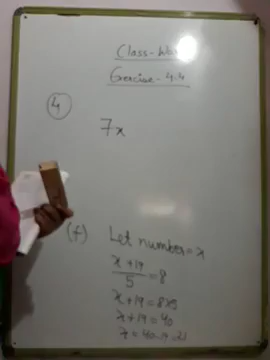 Class-Wo
Exercise-4.4
4
7x
(f) Let number = x
x+19
5 = 8
x+19 = 8×5
x+19 = 40
x = 40-19=21